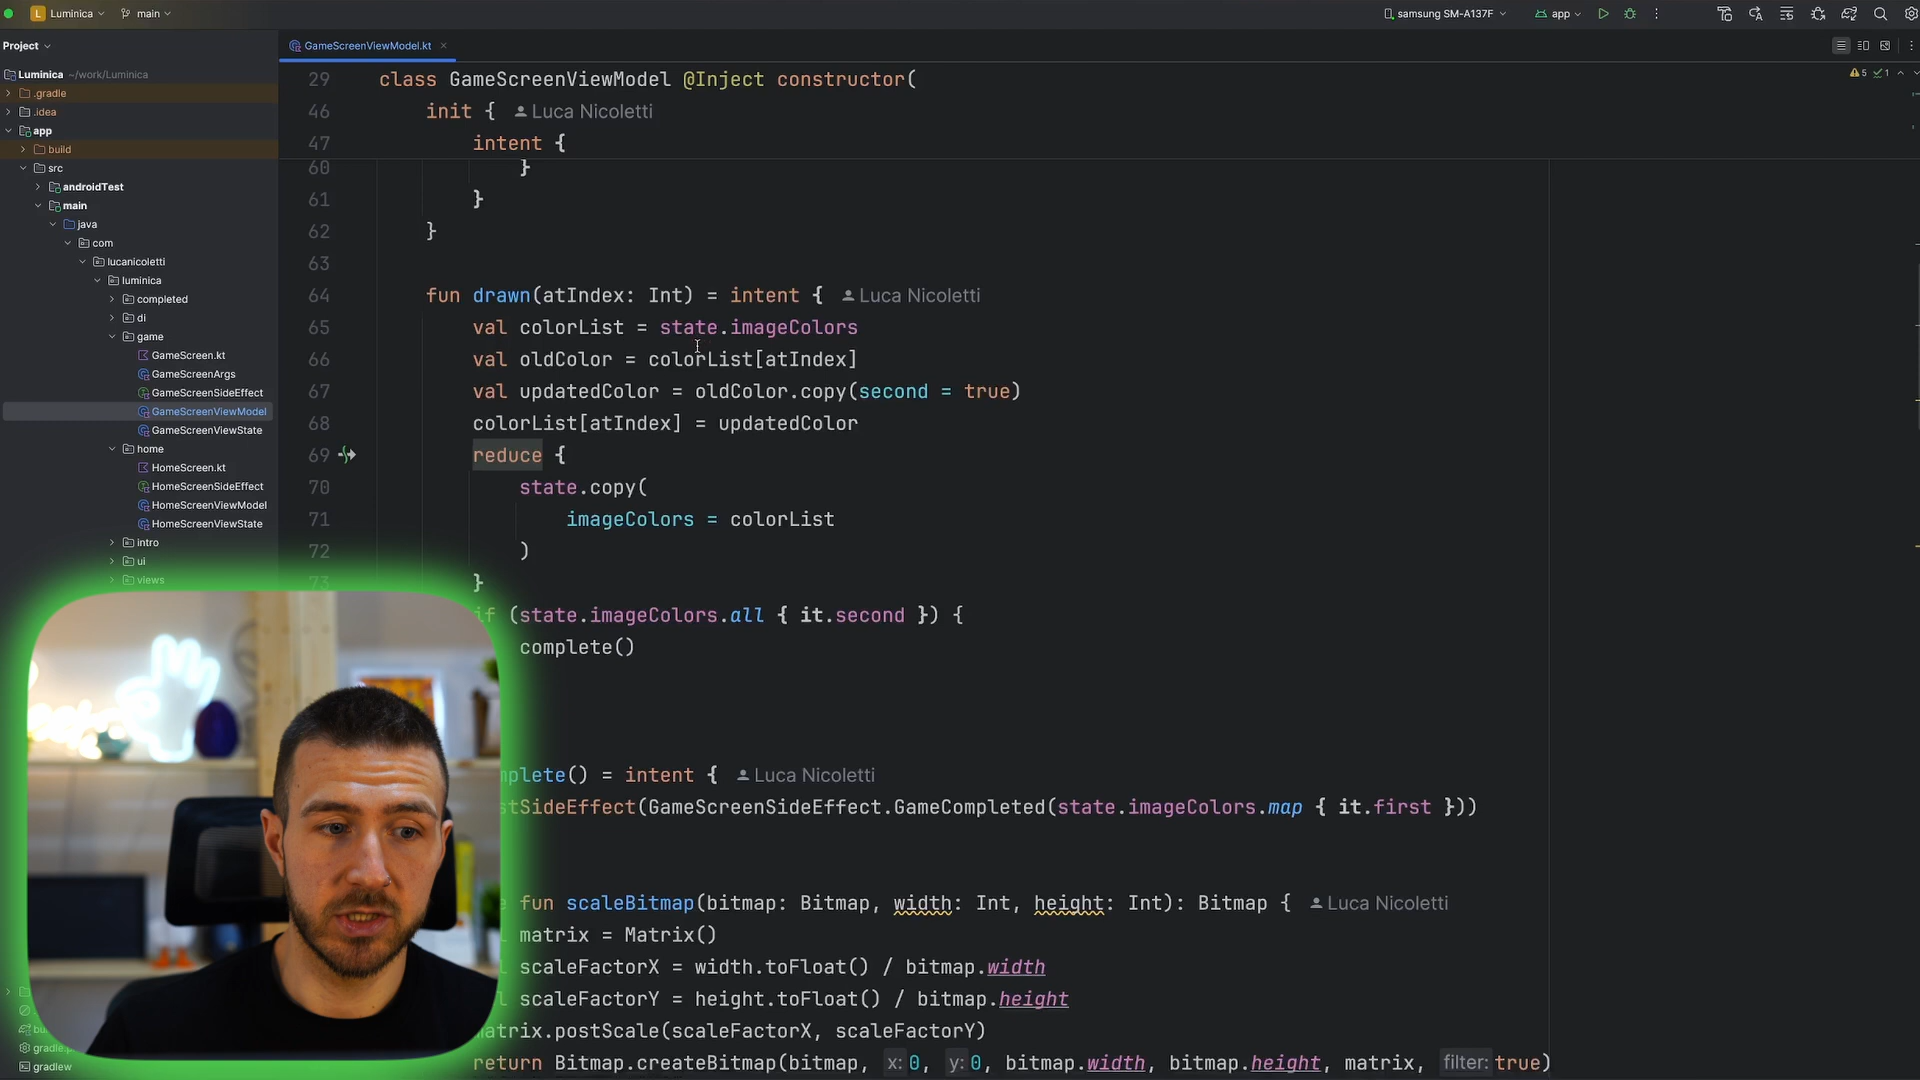 L Luminica main samsung SM-A137F app
Project GameScreenViewModel.kt
Luminica ~/work/Luminica
.gradle
.idea
app
build
src
androidTest
main
java
com
lucanicoletti
luminica
completed
di
game
GameScreen.kt
GameScreenArgs
GameScreenSideEffect
GameScreenViewModel
GameScreenViewState
home
HomeScreen.kt
HomeScreenSideEffect
HomeScreenViewModel
HomeScreenViewState
intro
ui
views
gradlew
5 1
29 class GameScreenViewModel @Inject constructor(
46 init { Luca Nicoletti
47 intent {
60 }
61 }
62 }
63
64 fun drawn(atIndex: Int) = intent { Luca Nicoletti
65 val colorList = state.imageColors
66 val oldColor = colorList[atIndex]
67 val updatedColor = oldColor.copy(second = true)
68 colorList[atIndex] = updatedColor
69 reduce {
70 state.copy(
71 imageColors = colorList
72 )
73 }
if (state.imageColors.all { it.second }) {
complete()
mplete() = intent { Luca Nicoletti
stSideEffect(GameScreenSideEffect.GameCompleted(state.imageColors.map { it.first }))
e fun scaleBitmap(bitmap: Bitmap, width: Int, height: Int): Bitmap { Luca Nicoletti
l matrix = Matrix()
l scaleFactorX = width.toFloat() / bitmap.width
l scaleFactorY = height.toFloat() / bitmap.height
atrix.postScale(scaleFactorX, scaleFactorY)
return Bitmap.createBitmap(bitmap, x: 0, y: 0, bitmap.width, bitmap.height, matrix, filter: true)